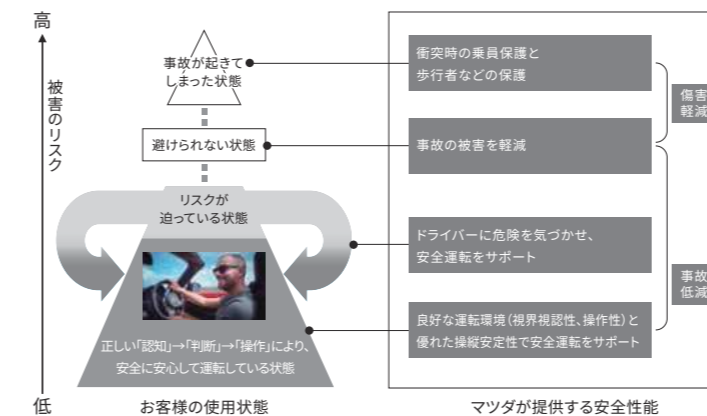 高
被害のリスク
事故が起きて
しまった状態
避けられない状態
リスクが
迫っている状態
正しい「認知」→「判断」→「操作」により、
安全に安心して運転している状態
低
お客様の使用状態
衝突時の乗員保護と
歩行者などの保護
事故の被害を軽減
ドライバーに危険を気づかせ、
安全運転をサポート
良好な運転環境（視界視認性、操作性）と
優れた操縦安定性で安全運転をサポート
傷害
軽減
事故
低減
マツダが提供する安全性能